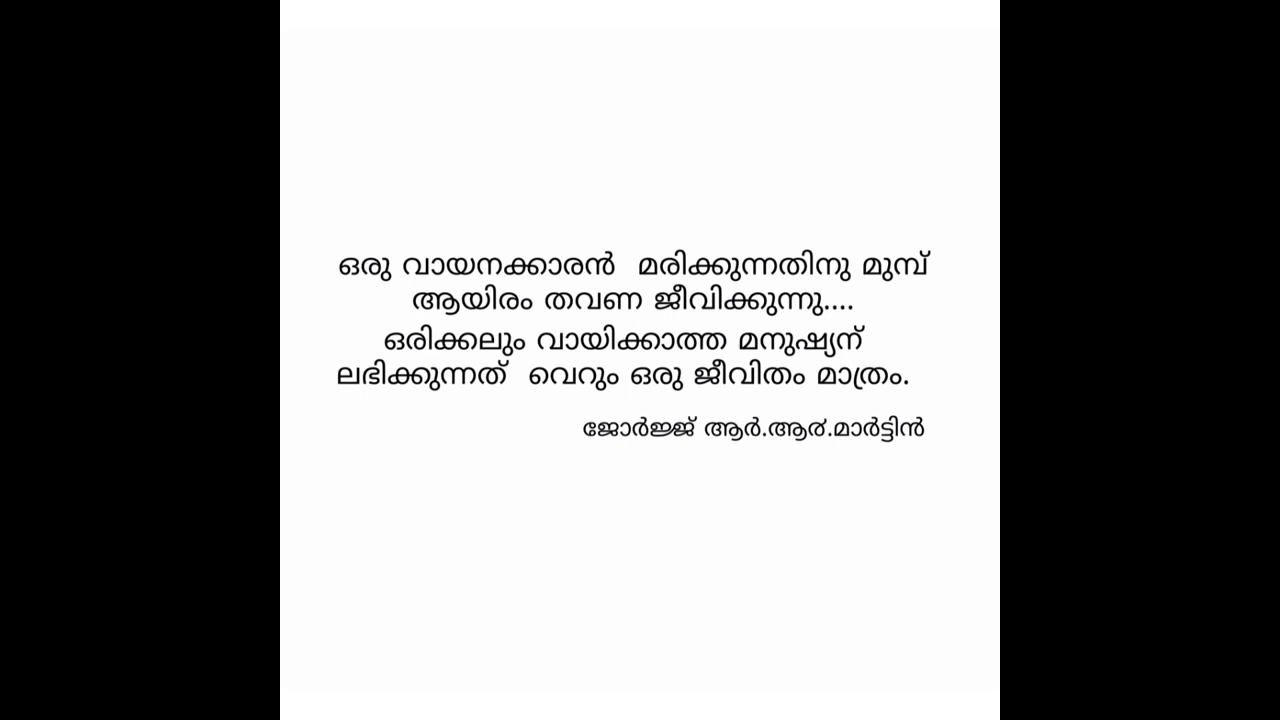 ഒരു വായനക്കാരൻ മരിക്കുന്നതിനു മുമ്പ്
ആയിരം തവണ ജീവിക്കുന്നു....
ഒരിക്കലും വായിക്കാത്ത മനുഷ്യന്
ലഭിക്കുന്നത് വെറും ഒരു ജീവിതം മാത്രം.
ജോർജ്ജ് ആർ.ആർ.മാർട്ടിൻ